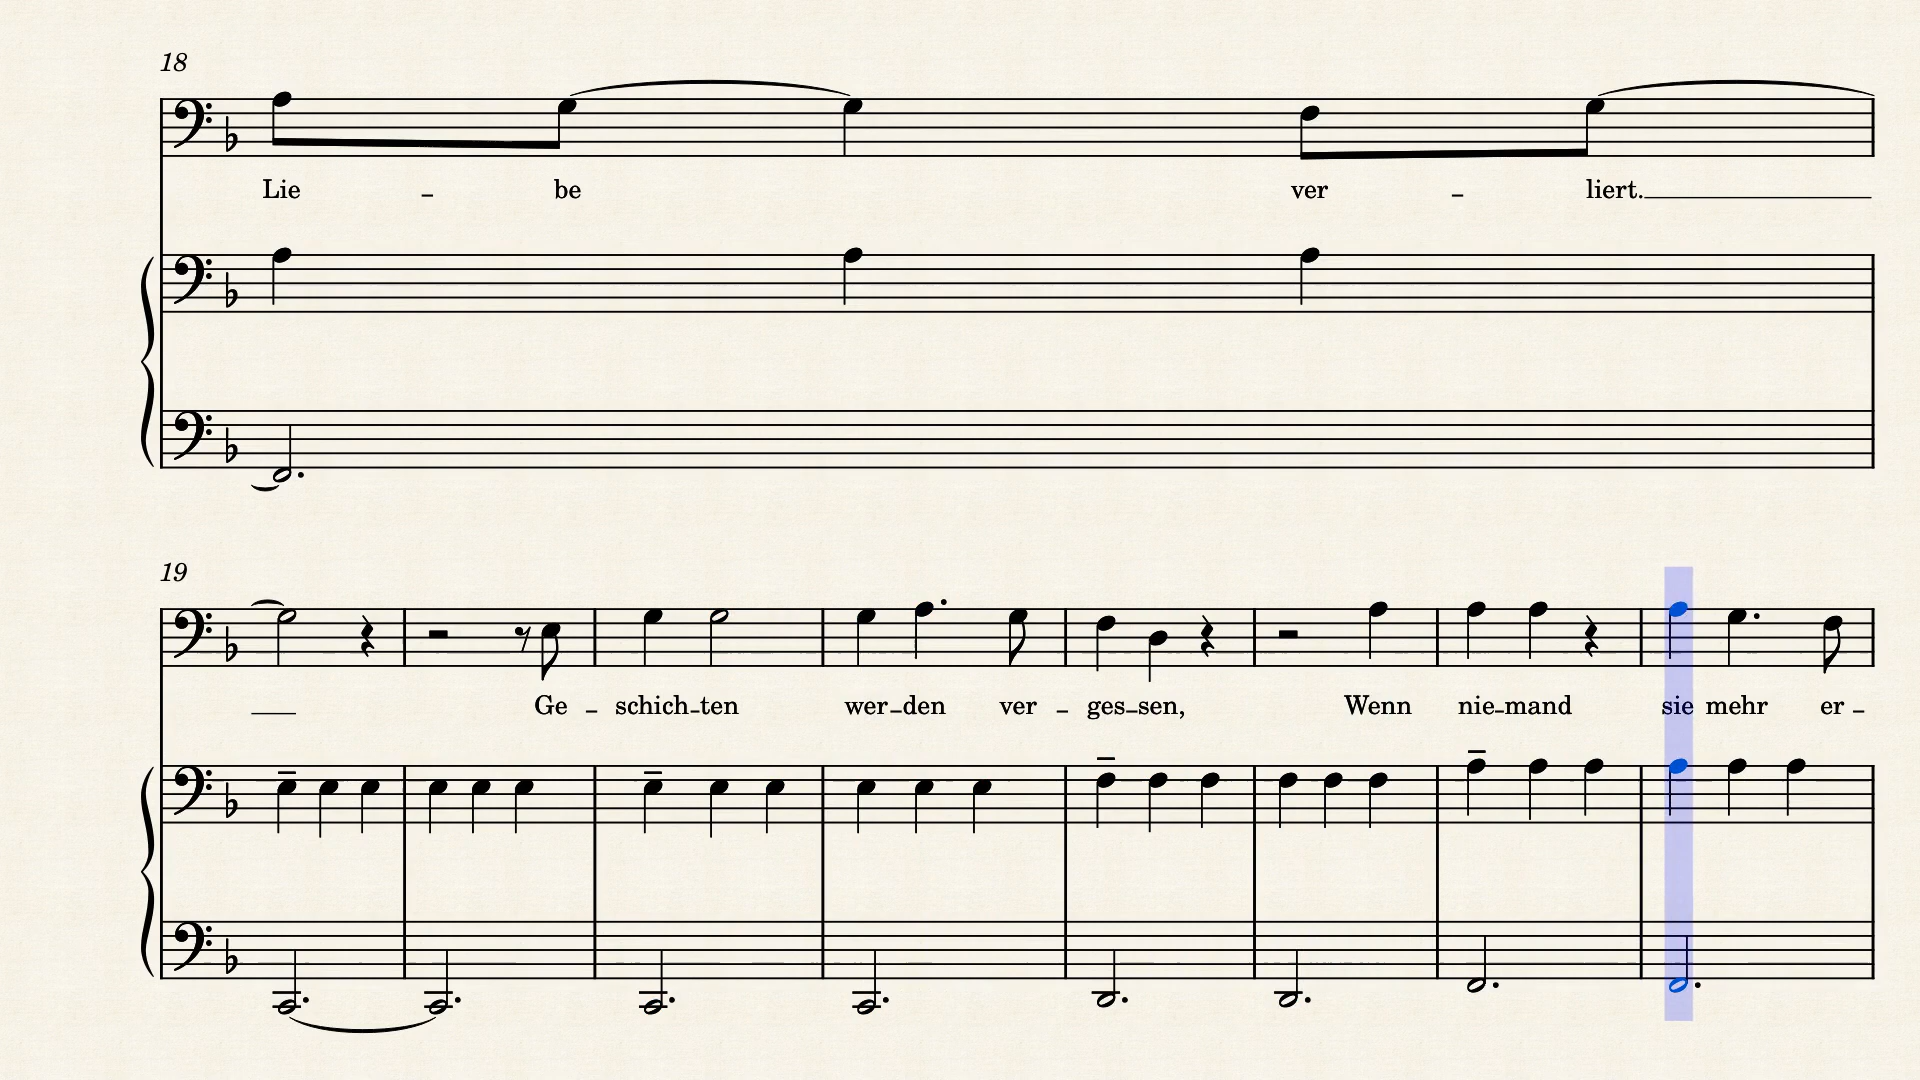 18
Lie - be ver - liert.
19
Ge - schich-ten wer-den ver - ges-sen, Wenn nie-mand sie mehr er -